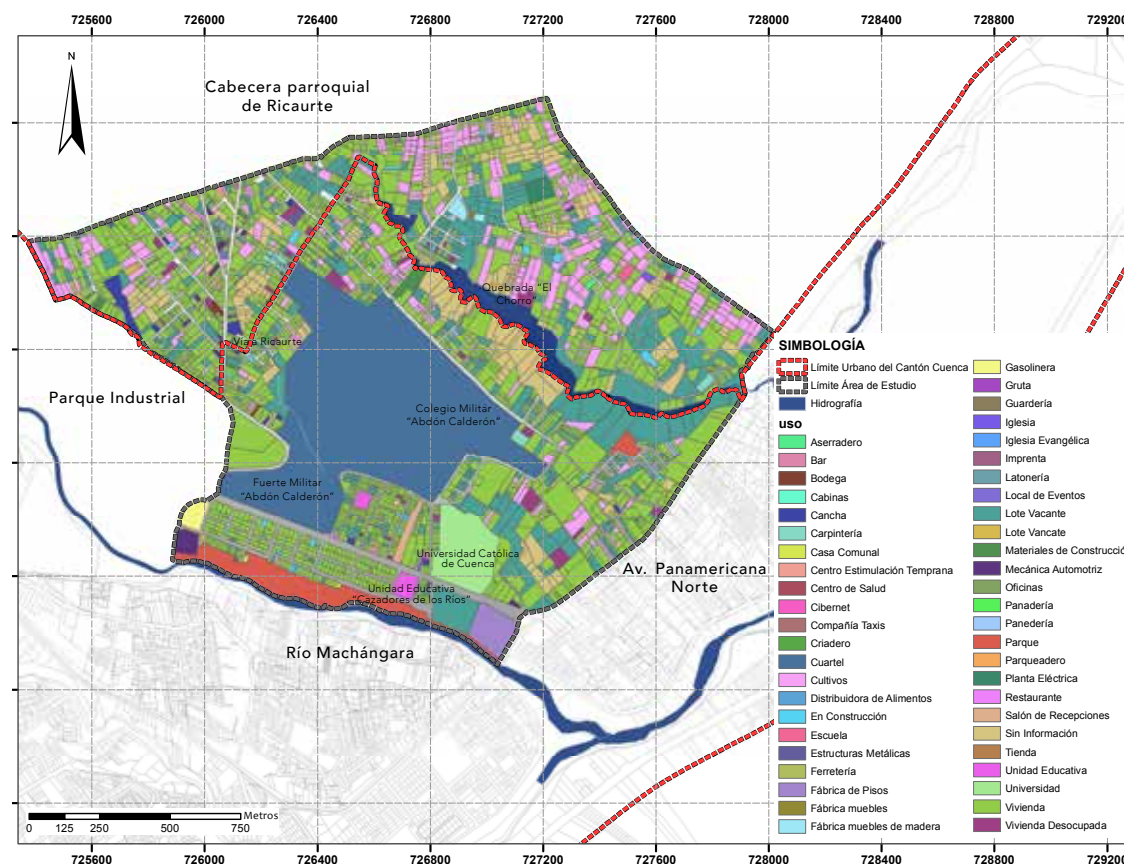 725600 726000 726400 726800 727200 727600 728000 728400 728800 729200
N
Cabecera parroquial
de Ricaurte
Quebrada "El
Chorro"
Vía a Ricaurte
Parque Industrial
Colegio Militar
"Abdón Calderón"
Fuerte Militar
"Abdón Calderón"
Universidad Católica
de Cuenca
Unidad Educativa
"Cazadores de los Ríos"
Av. Panamericana
Norte
Río Machángara
SIMBOLOGÍA
Límite Urbano del Cantón Cuenca
Límite Área de Estudio
Hidrografía
uso
Aserradero
Bar
Bodega
Cabinas
Cancha
Carpintería
Casa Comunal
Centro Estimulación Temprana
Centro de Salud
Cibernet
Compañía Taxis
Criadero
Cuartel
Cultivos
Distribuidora de Alimentos
En Construcción
Escuela
Estructuras Metálicas
Ferretería
Fábrica de Pisos
Fábrica muebles
Fábrica muebles de madera
Gasolinera
Gruta
Guardería
Iglesia
Iglesia Evangélica
Imprenta
Latonería
Local de Eventos
Lote Vacante
Lote Vancate
Materiales de Construcció
Mecánica Automotriz
Oficinas
Panadería
Panedería
Parque
Parqueadero
Planta Eléctrica
Restaurante
Salón de Recepciones
Sin Información
Tienda
Unidad Educativa
Universidad
Vivienda
Vivienda Desocupada
Metros
0 125 250 500 750
725600 726000 726400 726800 727200 727600 728000 728400 728800 729200